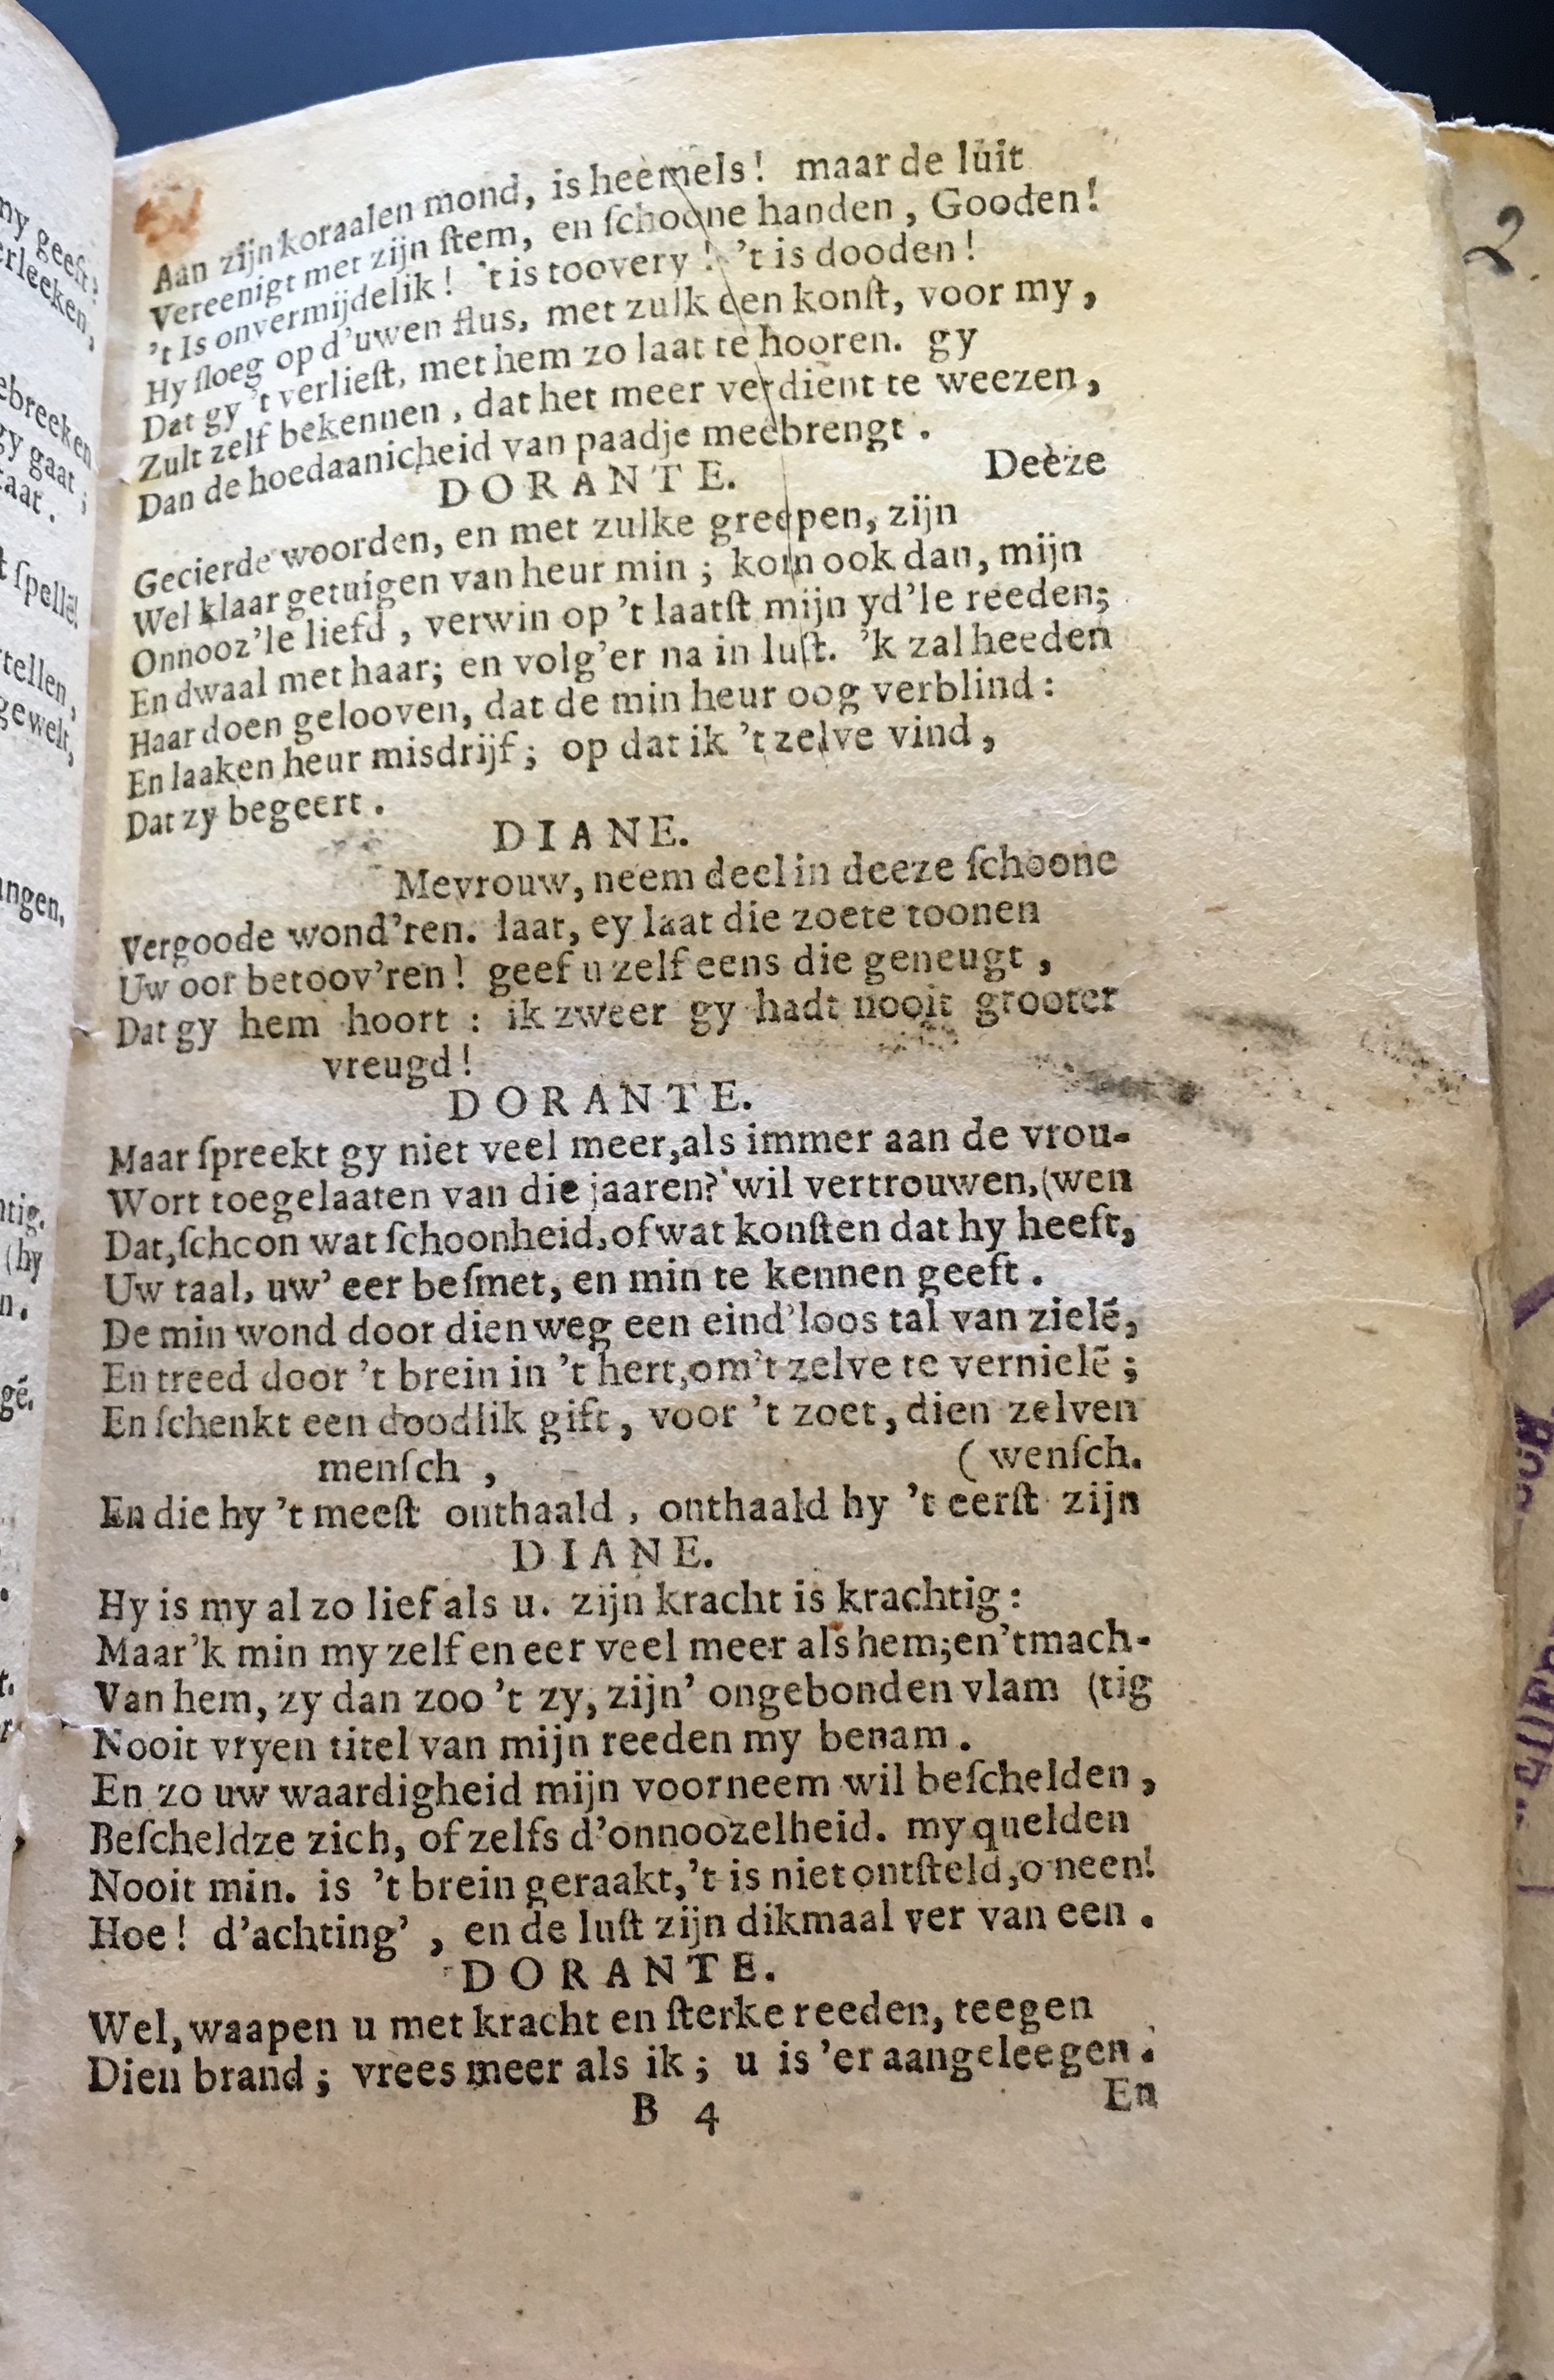 Aan zijn koraalen mond, is heemels! maar de luit
Vereenigt met zijn ſtem, en ſchoone handen, Gooden!
't Is onvermijdelik! 't is toovery! 't is dooden!
Hy ſloeg op d'uwen flus, met zulk een konſt, voor my,
Dat gy 't verlieſt, met hem zo laat te hooren. gy
Zult zelf bekennen, dat het meer verdient te weezen,
Dan de hoedaanicheid van paadje meêbrengt.
DORANTE. Deeze
Gecierde woorden, en met zulke greepen, zijn
Wel klaar getuigen van heur min; kom ook dan, mijn
Onnooz'le liefd, verwin op 't laatſt mijn yd'le reeden;
En dwaal met haar; en volg'er na in luſt. 'k zal heeden
Haar doen gelooven, dat de min heur oog verblind:
En laaken heur misdrijf; op dat ik 't zelve vind,
Dat zy begeert.
DIANE.
Mevrouw, neem deel in deeze ſchoone
Vergoode wond'ren. laat, ey laat die zoete toonen
Uw oor betoov'ren! geef u zelf eens die geneugt,
Dat gy hem hoort: ik zweer gy hadt nooit grooter
vreugd!
DORANTE.
Maar ſpreekt gy niet veel meer, als immer aan de vrou-
Wort toegelaaten van die jaaren? wil vertrouwen, (wen
Dat, ſchoon wat ſchoonheid, of wat konſten dat hy heeft,
Uw taal, uw' eer beſmet, en min te kennen geeft.
De min wond door dien weg een eind'loos tal van zielē,
En treed door 't brein in 't hert, om 't zelve te vernielē;
En ſchenkt een doodlik gift, voor 't zoet, dien zelven
menſch, (wenſch.
En die hy 't meeſt onthaald, onthaald hy 't eerſt zijn
DIANE.
Hy is my al zo lief als u. zijn kracht is krachtig:
Maar 'k min my zelf en eer veel meer als hem; en 't mach-
Van hem, zy dan zoo 't zy, zijn' ongebonden vlam (tig
Nooit vryen titel van mijn reeden my benam.
En zo uw waardigheid mijn voorneem wil beſchelden,
Beſcheldze zich, of zelfs d'onnoozelheid. my quelden
Nooit min. is 't brein geraakt, 't is niet ontſteld, o neen!
Hoe! d'achting', en de luſt zijn dikmaal ver van een.
DORANTE.
Wel, waapen u met kracht en ſterke reeden, teegen
Dien brand; vrees meer als ik; u is 'er aangeleegen.
B 4 En
2.